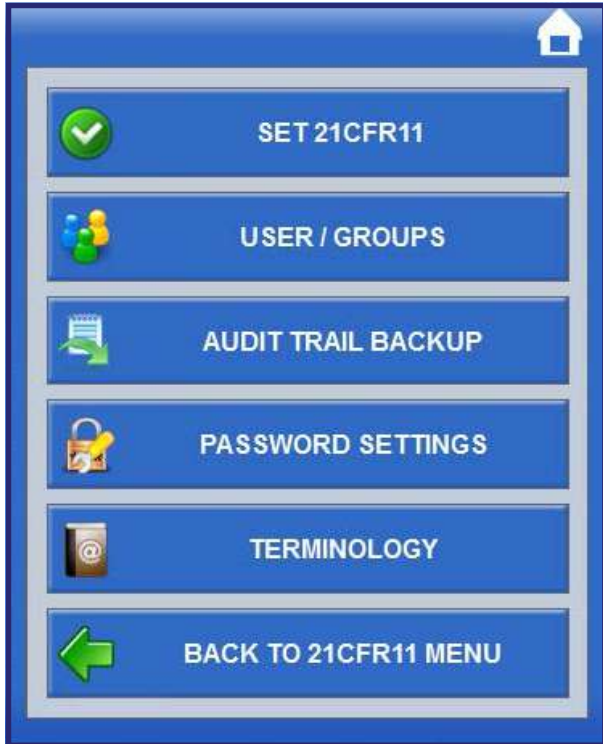 SET 21CFR11
USER / GROUPS
AUDIT TRAIL BACKUP
PASSWORD SETTINGS
@
TERMINOLOGY
BACK TO 21CFR11 MENU